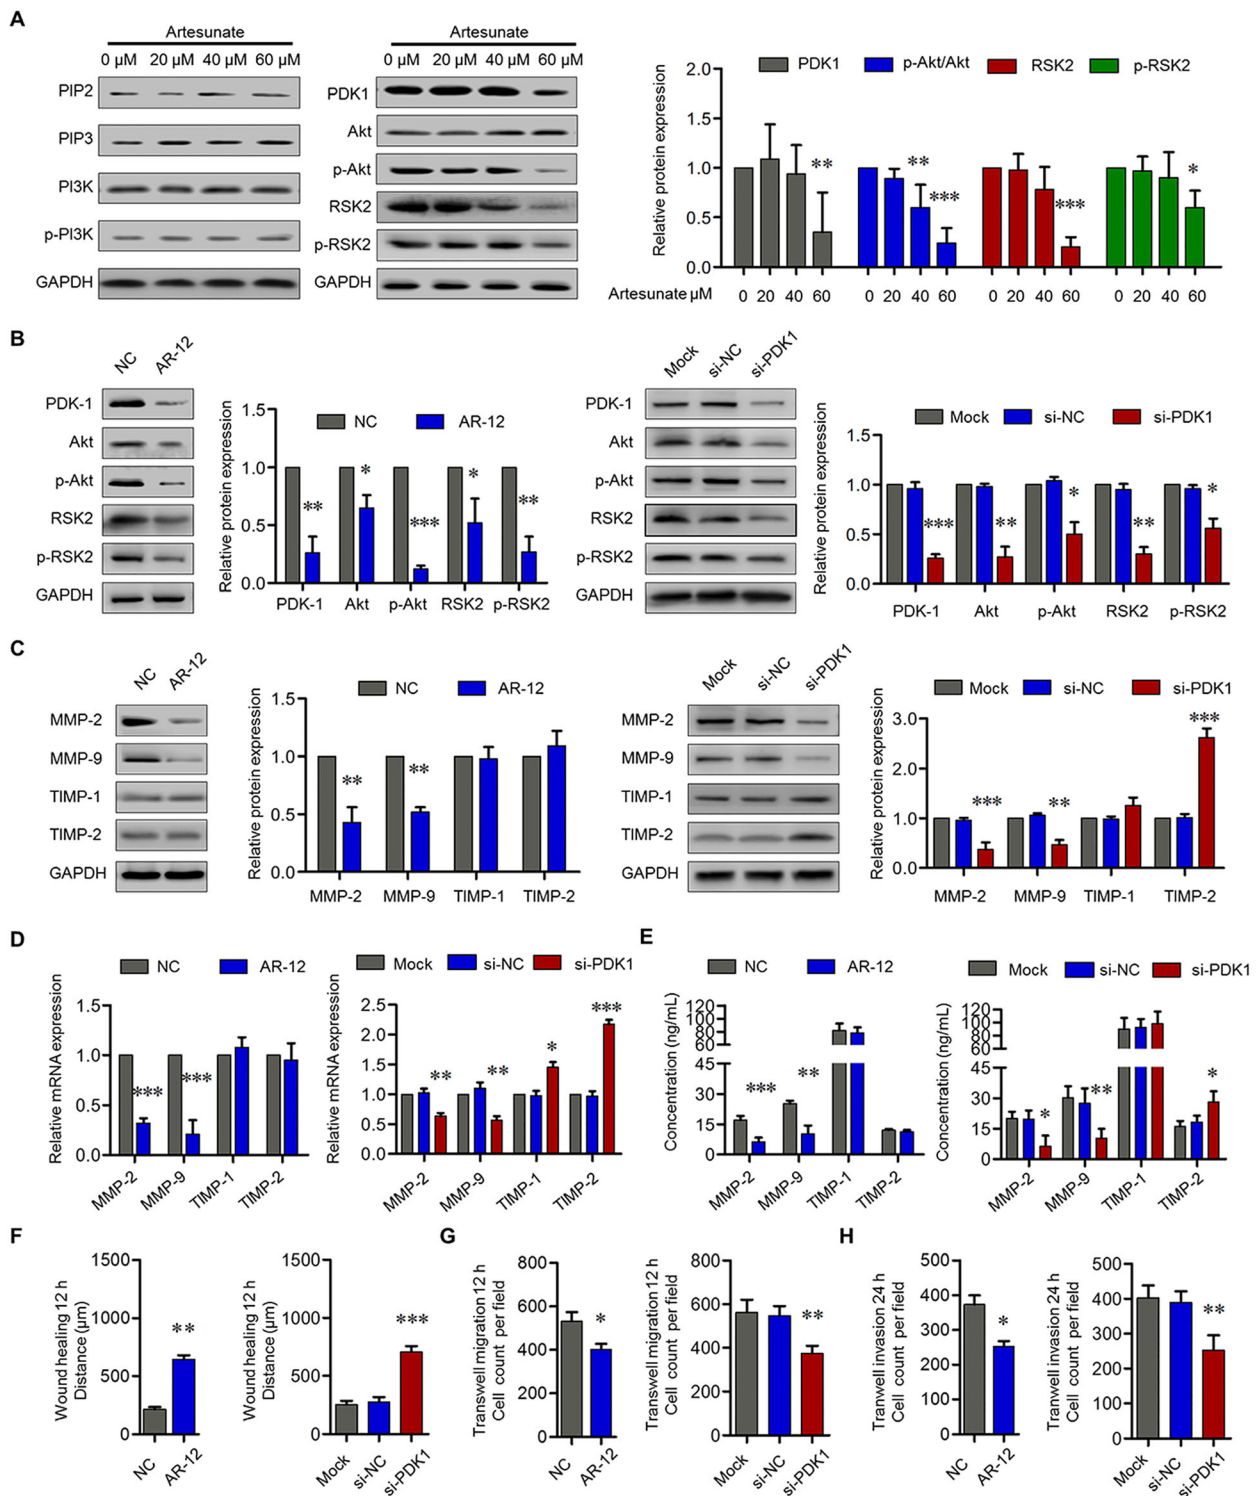 A
Artesunate
0 µM 20 µM 40 µM 60 µM
PIP2
PIP3
PI3K
p-PI3K
GAPDH
Artesunate
0 µM 20 µM 40 µM 60 µM
PDK1
Akt
p-Akt
RSK2
p-RSK2
GAPDH
PDK1 p-Akt/Akt RSK2 p-RSK2
Relative protein expression
2.0
1.5
1.0
0.5
0.0
** ** *** *** *
Artesunate µM 0 20 40 60 0 20 40 60 0 20 40 60 0 20 40 60
B
NC AR-12
PDK-1
Akt
p-Akt
RSK2
p-RSK2
GAPDH
NC AR-12
Relative protein expression
1.5
1.0
0.5
0.0
** * *** * **
PDK-1 Akt p-Akt RSK2 p-RSK2
Mock si-NC si-PDK1
PDK-1
Akt
p-Akt
RSK2
p-RSK2
GAPDH
Mock si-NC si-PDK1
Relative protein expression
1.5
1.0
0.5
0.0
*** ** * ** *
PDK-1 Akt p-Akt RSK2 p-RSK2
C
NC AR-12
MMP-2
MMP-9
TIMP-1
TIMP-2
GAPDH
NC AR-12
Relative protein expression
1.5
1.0
0.5
0.0
** **
MMP-2 MMP-9 TIMP-1 TIMP-2
Mock si-NC si-PDK1
MMP-2
MMP-9
TIMP-1
TIMP-2
GAPDH
Mock si-NC si-PDK1
Relative protein expression
3.0
2.0
1.0
0.0
*** ** ***
MMP-2 MMP-9 TIMP-1 TIMP-2
D
NC AR-12
Relative mRNA expression
1.5
1.0
0.5
0.0
*** ***
MMP-2 MMP-9 TIMP-1 TIMP-2
Mock si-NC si-PDK1
Relative mRNA expression
2.5
2.0
1.5
1.0
0.5
0.0
** ** * ***
MMP-2 MMP-9 TIMP-1 TIMP-2
E
NC AR-12
Concentration (ng/mL)
120
100
80
60
45
30
15
0
*** **
MMP-2 MMP-9 TIMP-1 TIMP-2
Mock si-NC si-PDK1
Concentration (ng/mL)
120
100
80
60
45
30
15
0
* ** *
MMP-2 MMP-9 TIMP-1 TIMP-2
F
Wound healing 12 h
Distance (µm)
1500
1000
500
0
**
NC AR-12
Wound healing 12 h
Distance (µm)
1500
1000
500
0
***
Mock si-NC si-PDK1
G
Transwell migration 12 h
Cell count per field
800
600
400
200
0
*
NC AR-12
Transwell migration 12 h
Cell count per field
800
600
400
200
0
**
Mock si-NC si-PDK1
H
Tranwell invasion 24 h
Cell count per field
500
400
300
200
100
0
*
NC AR-12
Tranwell invasion 24 h
Cell count per field
500
400
300
200
100
0
**
Mock si-NC si-PDK1